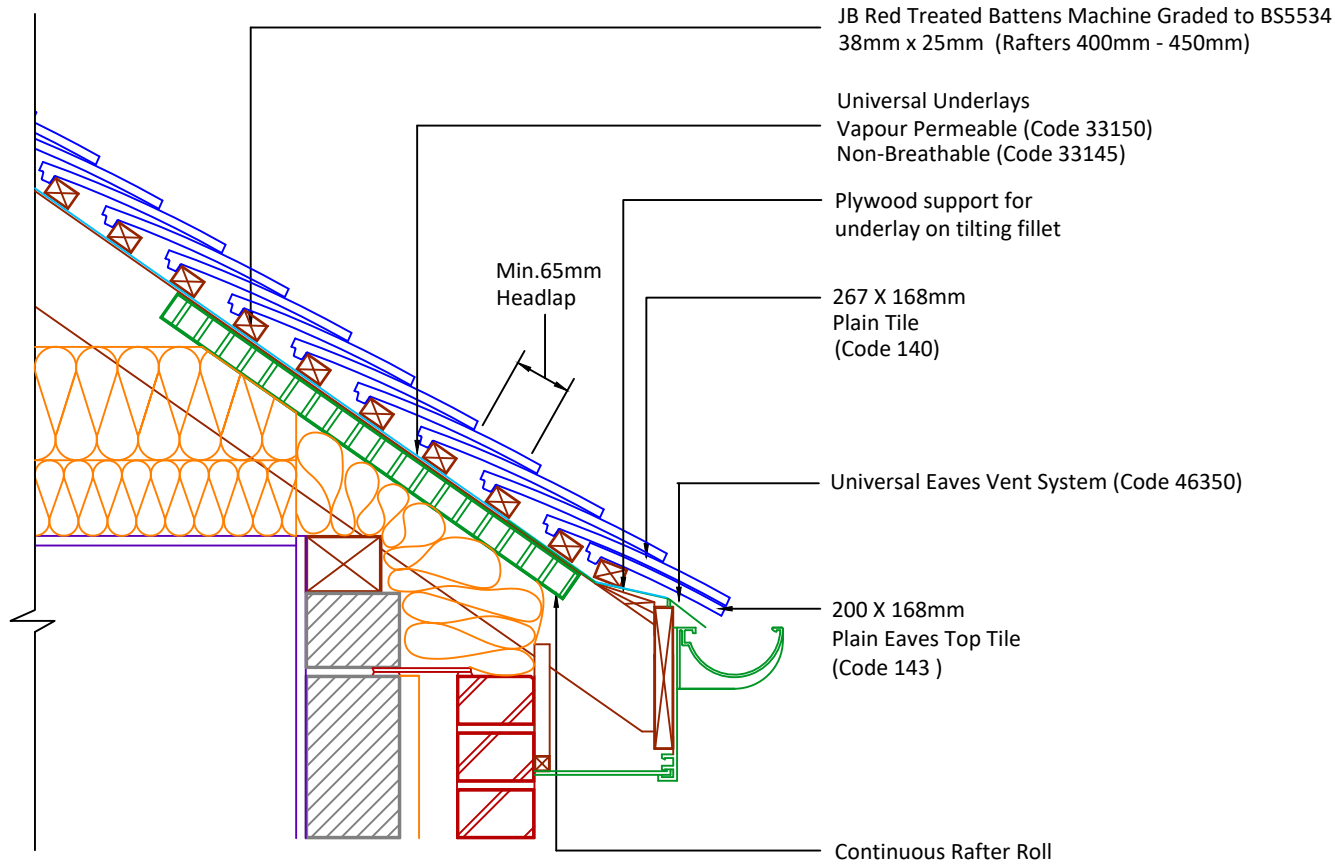 JB Red Treated Battens Machine Graded to BS5534
38mm x 25mm (Rafters 400mm - 450mm)
Universal Underlays
Vapour Permeable (Code 33150)
Non-Breathable (Code 33145)
Plywood support for
underlay on tilting fillet
Min.65mm
Headlap
267 X 168mm
Plain Tile
(Code 140)
Universal Eaves Vent System (Code 46350)
200 X 168mm
Plain Eaves Top Tile
(Code 143 )
Continuous Rafter Roll